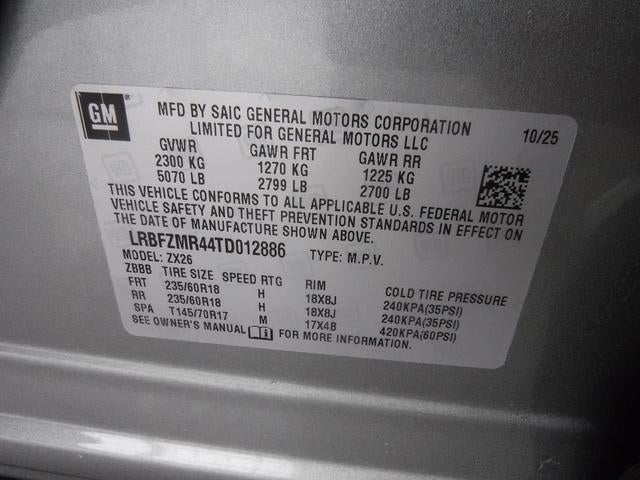 GM
MFD BY SAIC GENERAL MOTORS CORPORATION 10/25
LIMITED FOR GENERAL MOTORS LLC
GVWR GAWR FRT GAWR RR
2300 KG 1270 KG 1225 KG
5070 LB 2799 LB 2700 LB
THIS VEHICLE CONFORMS TO ALL APPLICABLE U.S. FEDERAL MOTOR
VEHICLE SAFETY AND THEFT PREVENTION STANDARDS IN EFFECT ON
THE DATE OF MANUFACTURE SHOWN ABOVE.
LRBFZMR44TD012886 TYPE: M.P.V.
MODEL: ZX26
ZBBB TIRE SIZE SPEED RTG RIM COLD TIRE PRESSURE
FRT 235/60R18 H 18X8J 240KPA(35PSI)
RR 235/60R18 H 18X8J 240KPA(35PSI)
SPA T145/70R17 M 17X4B 420KPA(60PSI)
SEE OWNER'S MANUAL FOR MORE INFORMATION.